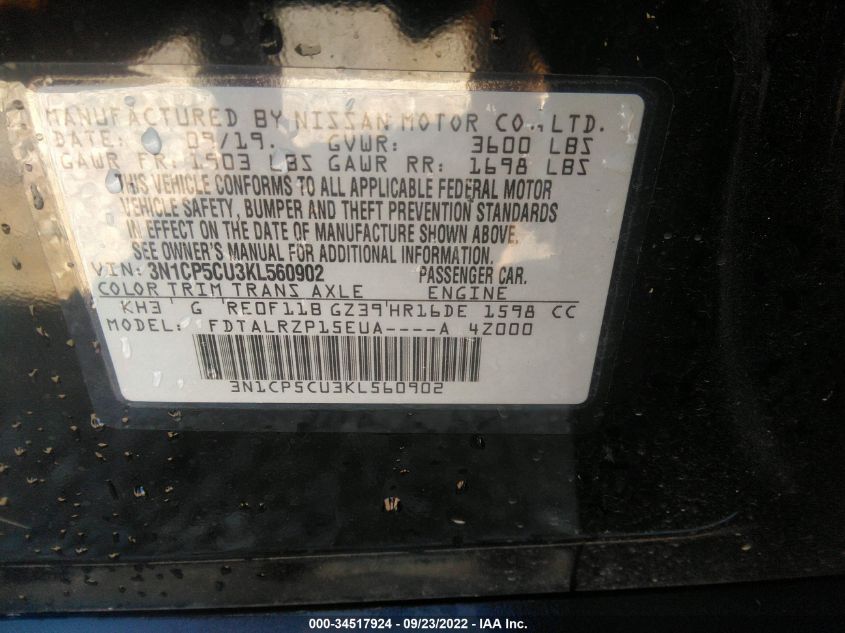 MANUFACTURED BY NISSAN MOTOR CO., LTD.
DATE: 09/19. GVWR: 3600 LBS
GAWR FR: 1903 LBS GAWR RR: 1698 LBS
THIS VEHICLE CONFORMS TO ALL APPLICABLE FEDERAL MOTOR
VEHICLE SAFETY, BUMPER AND THEFT PREVENTION STANDARDS
IN EFFECT ON THE DATE OF MANUFACTURE SHOWN ABOVE.
SEE OWNER'S MANUAL FOR ADDITIONAL INFORMATION.
VIN: 3N1CP5CU3KL560902 PASSENGER CAR.
COLOR TRIM TRANS AXLE ENGINE
KH3 G RE0F11B GZ39 HR16DE 1598 CC
MODEL: FDTALRZP15EUA----A 4Z000
3N1CP5CU3KL560902
000-34517924 - 09/23/2022 - IAA Inc.